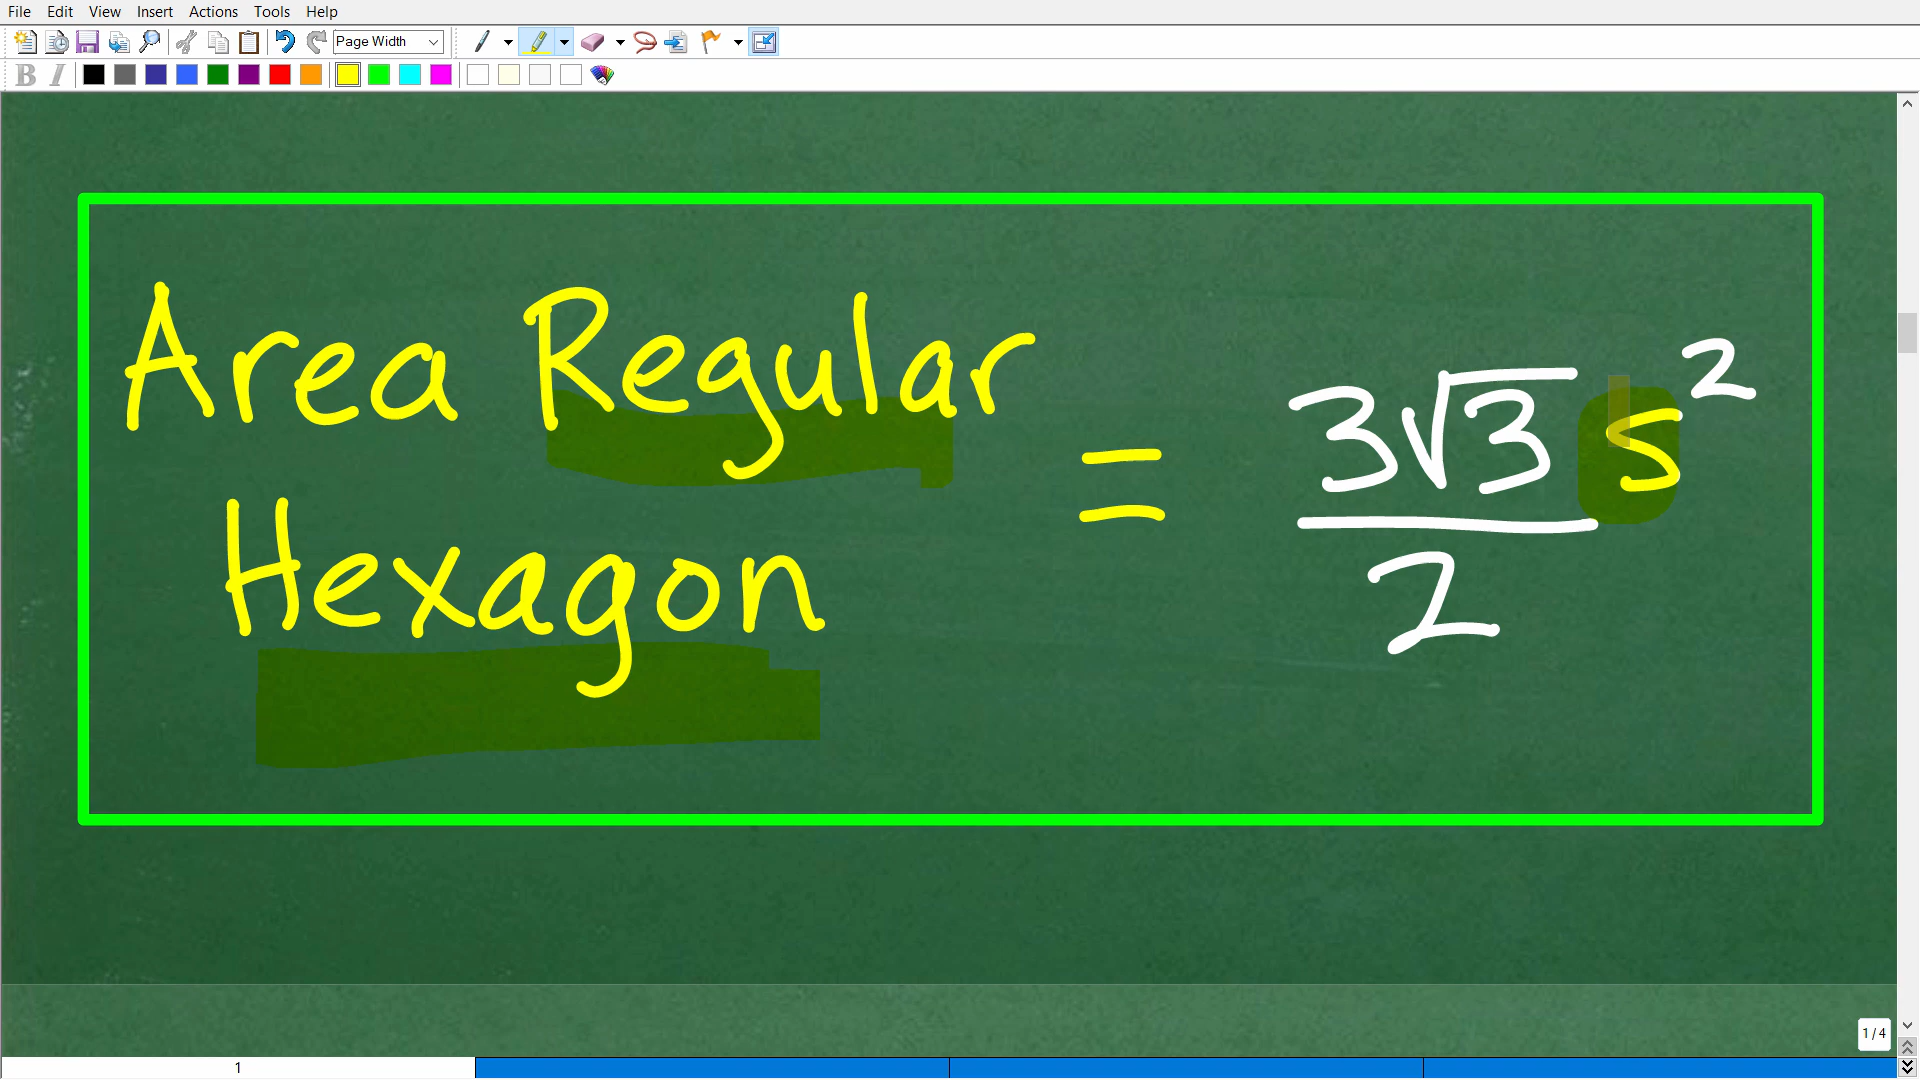 File Edit View Insert Actions Tools Help
Page Width
B I
Area Regular
Hexagon
= 3√3 s²
2
1 / 4
1